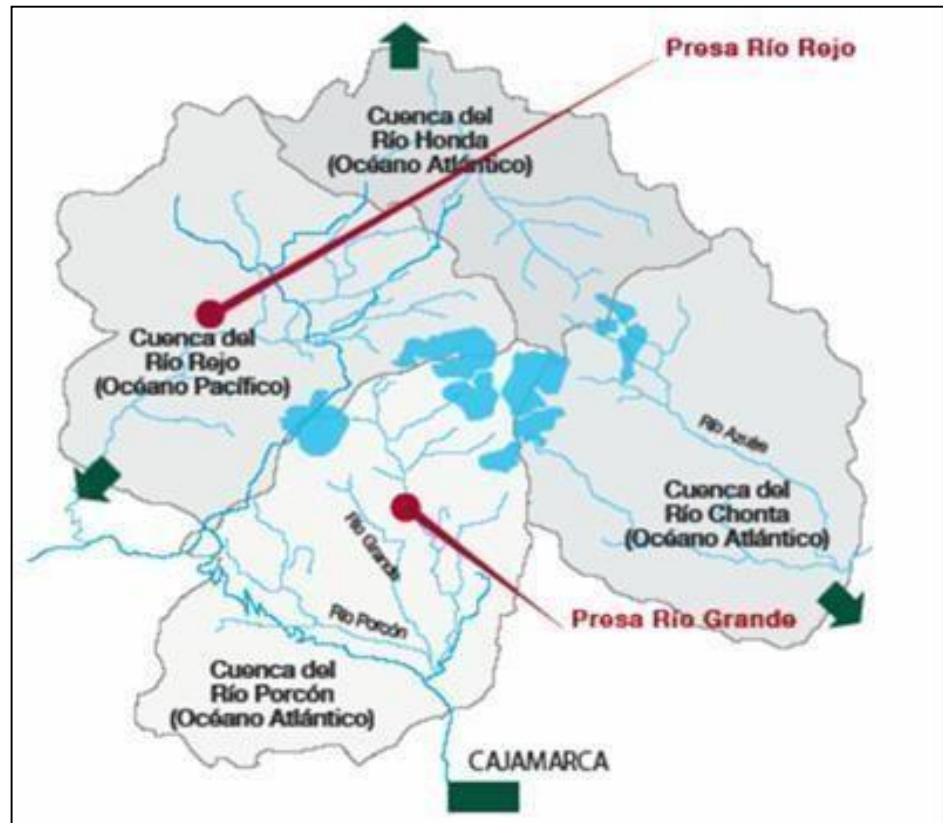 Presa Río Rejo
Cuenca del
Río Honda
(Océano Atlántico)
Cuenca del
Río Rejo
(Océano Pacífico)
Río Azufre
Cuenca del
Río Chonta
(Océano Atlántico)
Río Grande
Río Porcón
Presa Río Grande
Cuenca del
Río Porcón
(Océano Atlántico)
CAJAMARCA